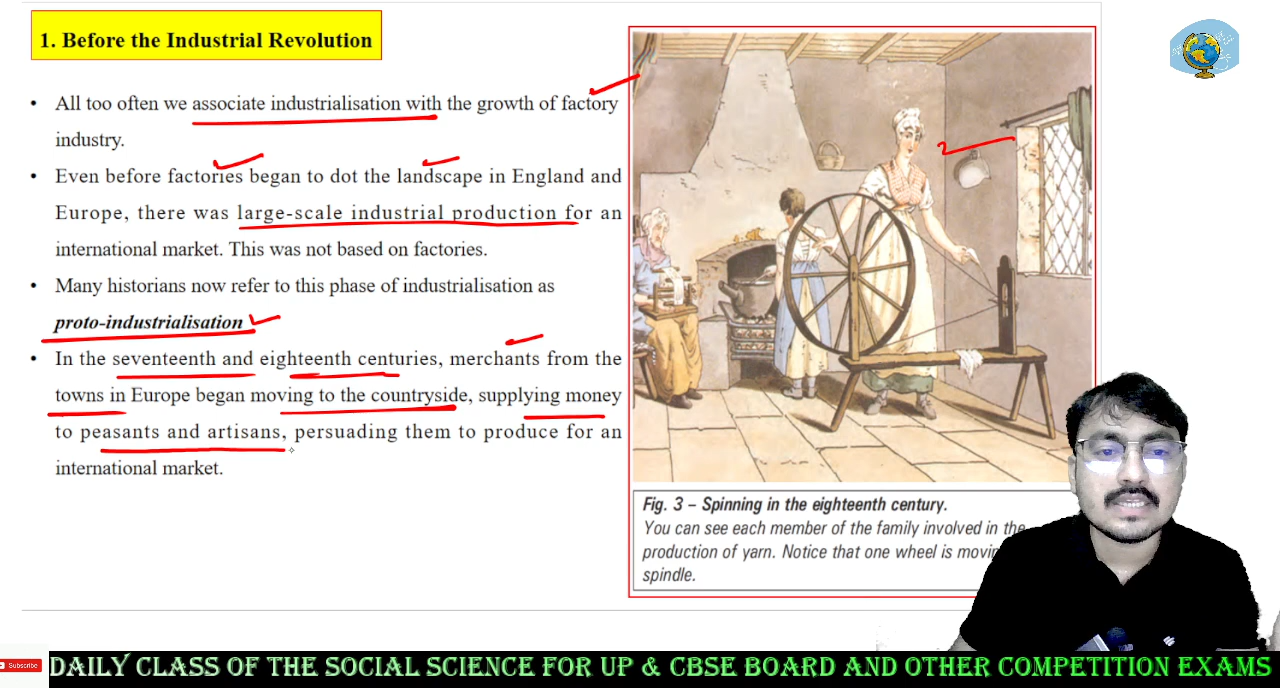 1. Before the Industrial Revolution
• All too often we associate industrialisation with the growth of factory
industry.
• Even before factories began to dot the landscape in England and
Europe, there was large-scale industrial production for an
international market. This was not based on factories.
• Many historians now refer to this phase of industrialisation as
proto-industrialisation
• In the seventeenth and eighteenth centuries, merchants from the
towns in Europe began moving to the countryside, supplying money
to peasants and artisans, persuading them to produce for an
international market.
Fig. 3 – Spinning in the eighteenth century.
You can see each member of the family involved in the
production of yarn. Notice that one wheel is
spindle.
Subscribe
DAILY CLASS OF THE SOCIAL SCIENCE FOR UP & CBSE BOARD AND OTHER COMPETITION EXAMS